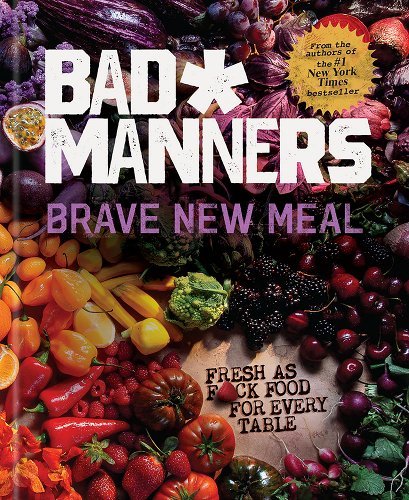 From the
authors of
the #1
New York
Times
bestseller
BAD*
MANNERS
BRAVE NEW MEAL
FRESH AS
F CK FOOD
FOR EVERY
TABLE